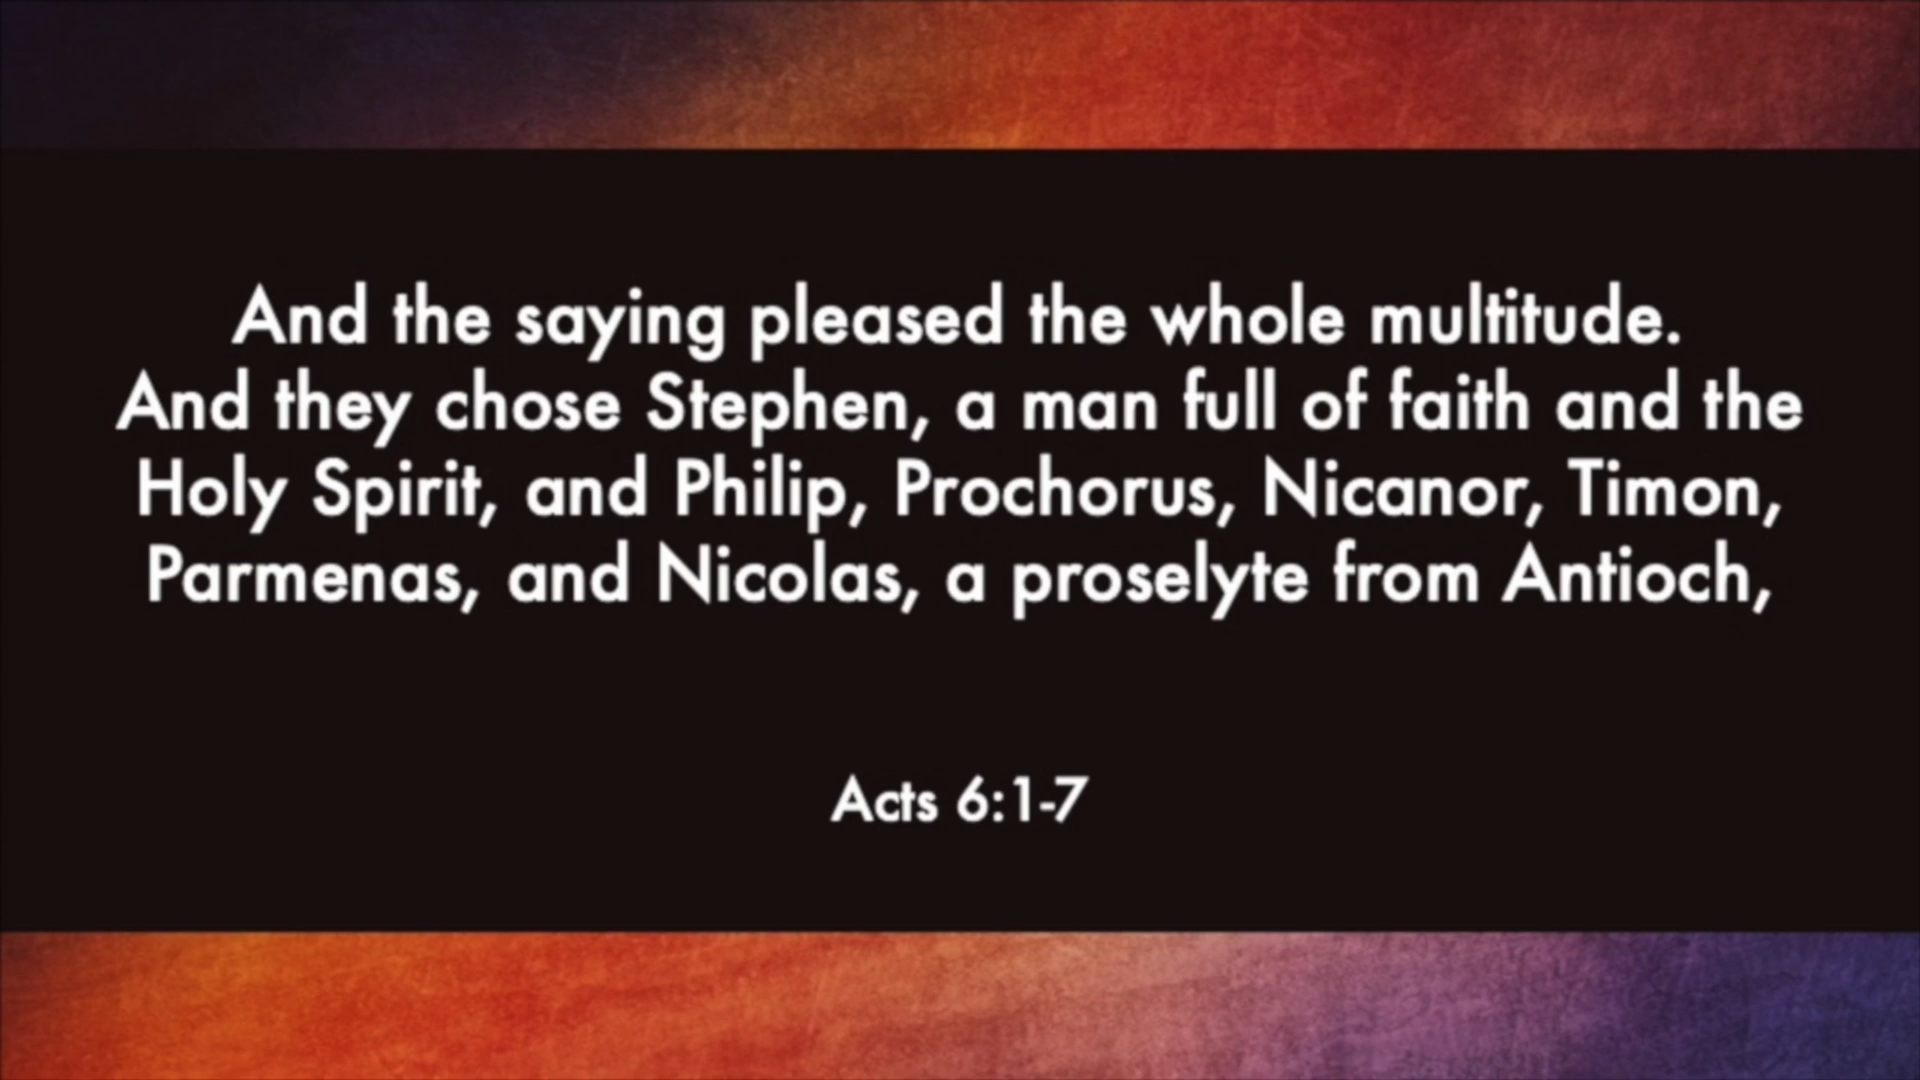 And the saying pleased the whole multitude.
And they chose Stephen, a man full of faith and the
Holy Spirit, and Philip, Prochorus, Nicanor, Timon,
Parmenas, and Nicolas, a proselyte from Antioch,
Acts 6:1-7